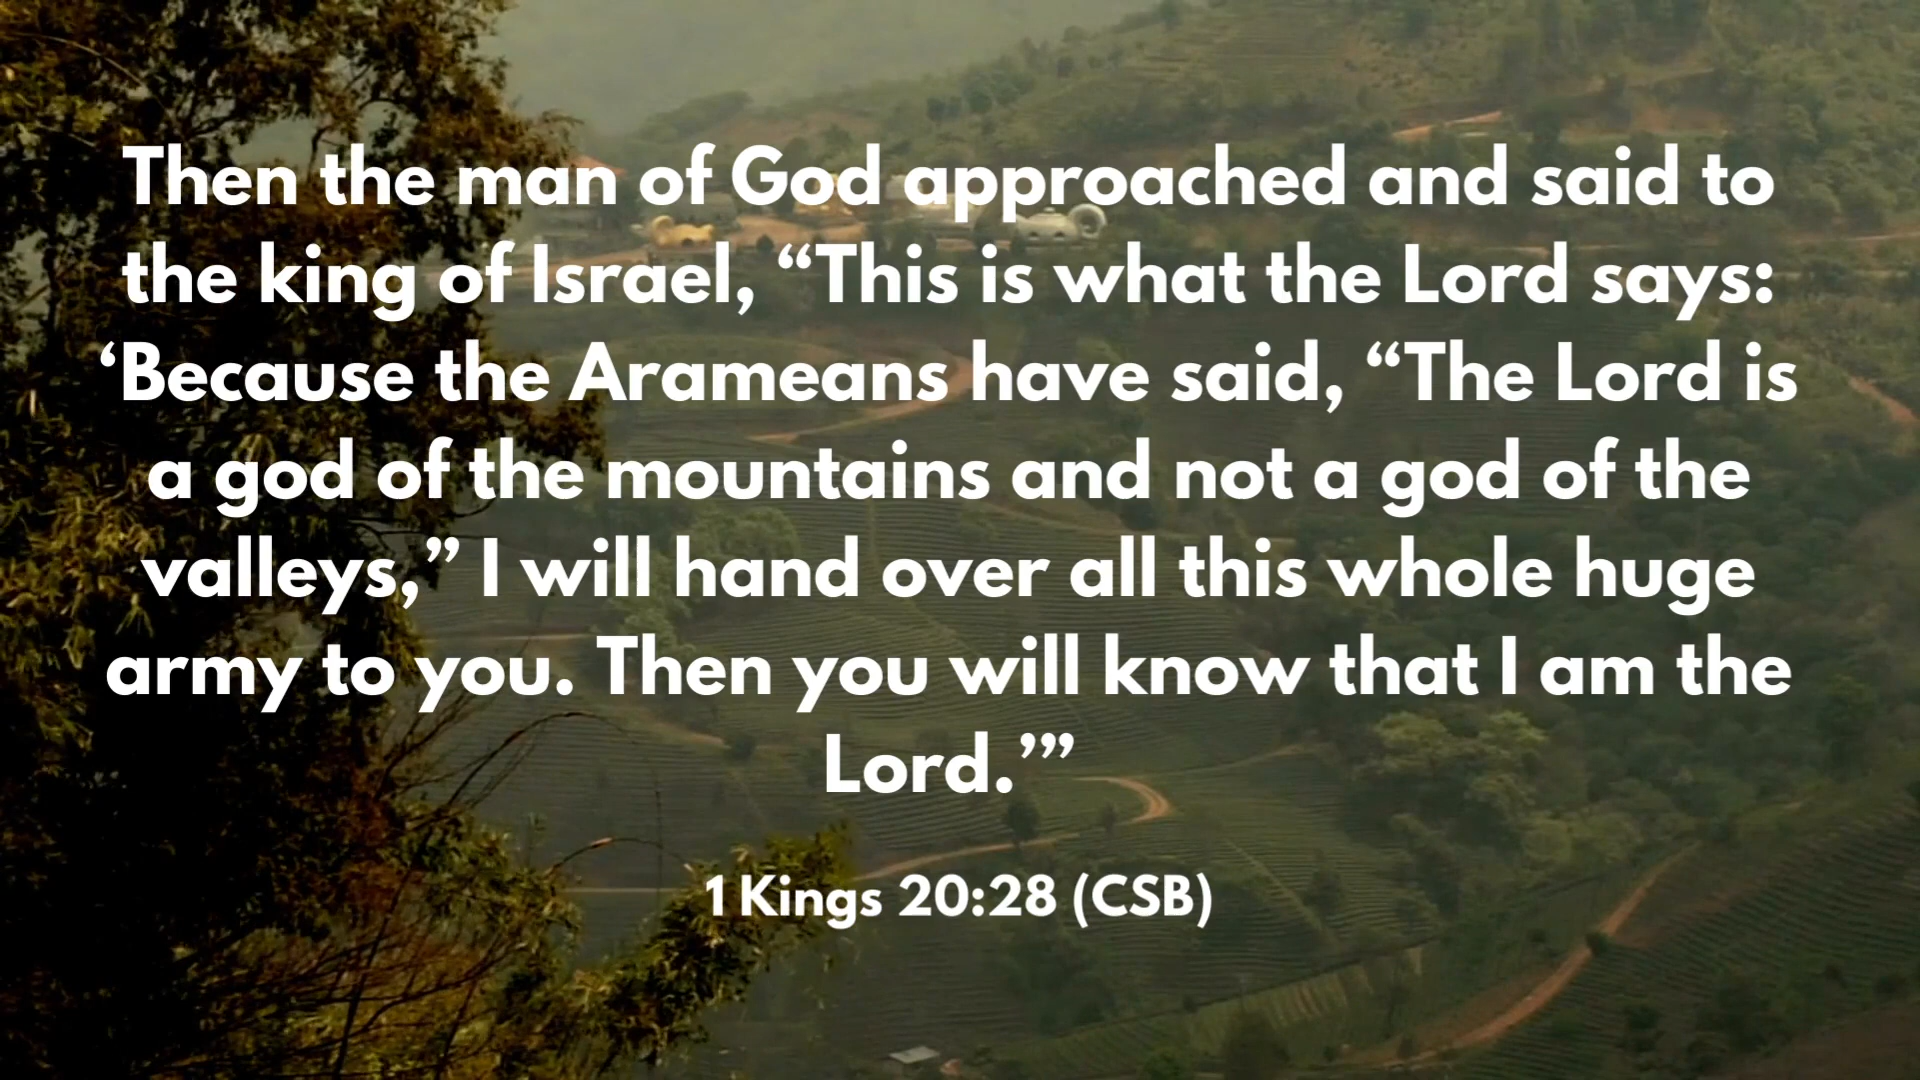 Then the man of God approached and said to
the king of Israel, “This is what the Lord says:
‘Because the Arameans have said, “The Lord is
a god of the mountains and not a god of the
valleys,” I will hand over all this whole huge
army to you. Then you will know that I am the
Lord.’”
1 Kings 20:28 (CSB)